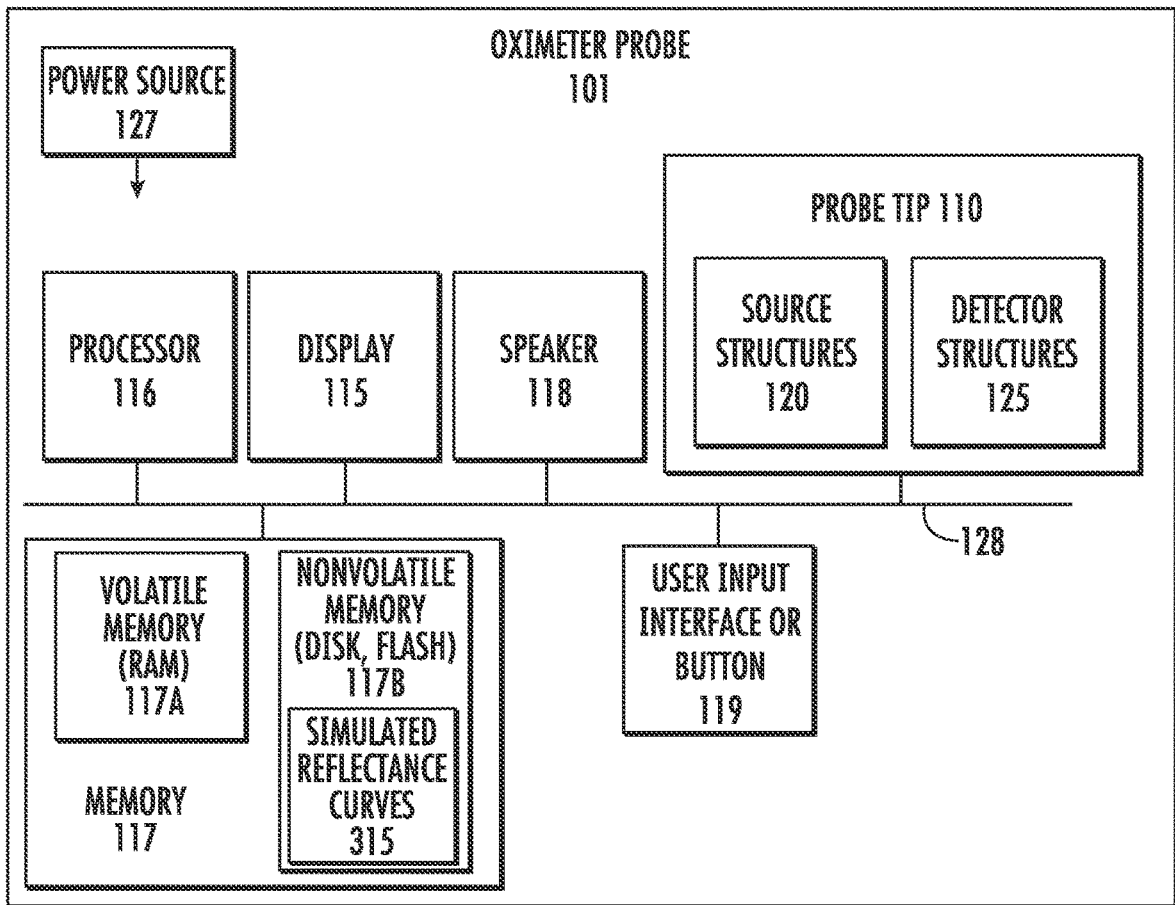 OXIMETER PROBE
101
POWER SOURCE
127
PROBE TIP 110
SOURCE
STRUCTURES
120
DETECTOR
STRUCTURES
125
PROCESSOR
116
DISPLAY
115
SPEAKER
118
128
VOLATILE
MEMORY
(RAM)
117A
NONVOLATILE
MEMORY
(DISK, FLASH)
117B
SIMULATED
REFLECTANCE
CURVES
315
MEMORY
117
USER INPUT
INTERFACE OR
BUTTON
119